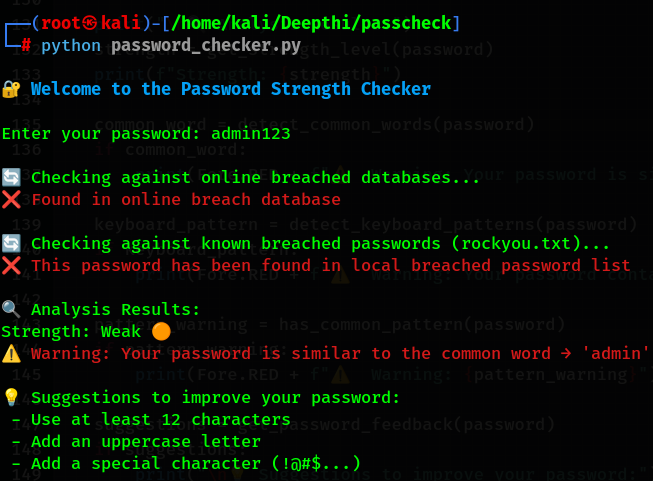 ┌──(root㉿kali)-[/home/kali/Deepthi/passcheck]
└─# python password_checker.py
🔐 Welcome to the Password Strength Checker
Enter your password: admin123
🔄 Checking against online breached databases...
❌ Found in online breach database
🔄 Checking against known breached passwords (rockyou.txt)...
❌ This password has been found in local breached password list
🔍 Analysis Results:
Strength: Weak 🟠
⚠️ Warning: Your password is similar to the common word → 'admin'
💡 Suggestions to improve your password:
- Use at least 12 characters
- Add an uppercase letter
- Add a special character (!@#$...)